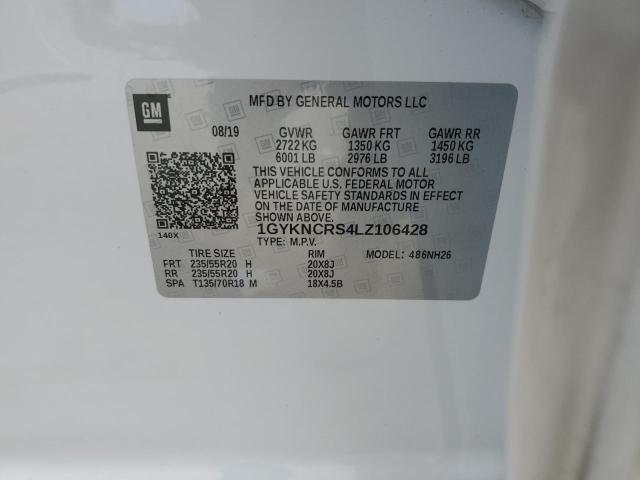 GM
MFD BY GENERAL MOTORS LLC
08/19 GVWR GAWR FRT GAWR RR
2722 KG 1350 KG 1450 KG
6001 LB 2976 LB 3196 LB
THIS VEHICLE CONFORMS TO ALL
APPLICABLE U.S. FEDERAL MOTOR
VEHICLE SAFETY STANDARDS IN EFFECT
ON THE DATE OF MANUFACTURE
SHOWN ABOVE.
140X 1GYKNCRS4LZ106428
TYPE: M.P.V.
TIRE SIZE RIM MODEL: 486NH26
FRT 235/55R20 H 20X8J
RR 235/55R20 H 20X8J
SPA T135/70R18 M 18X4.5B